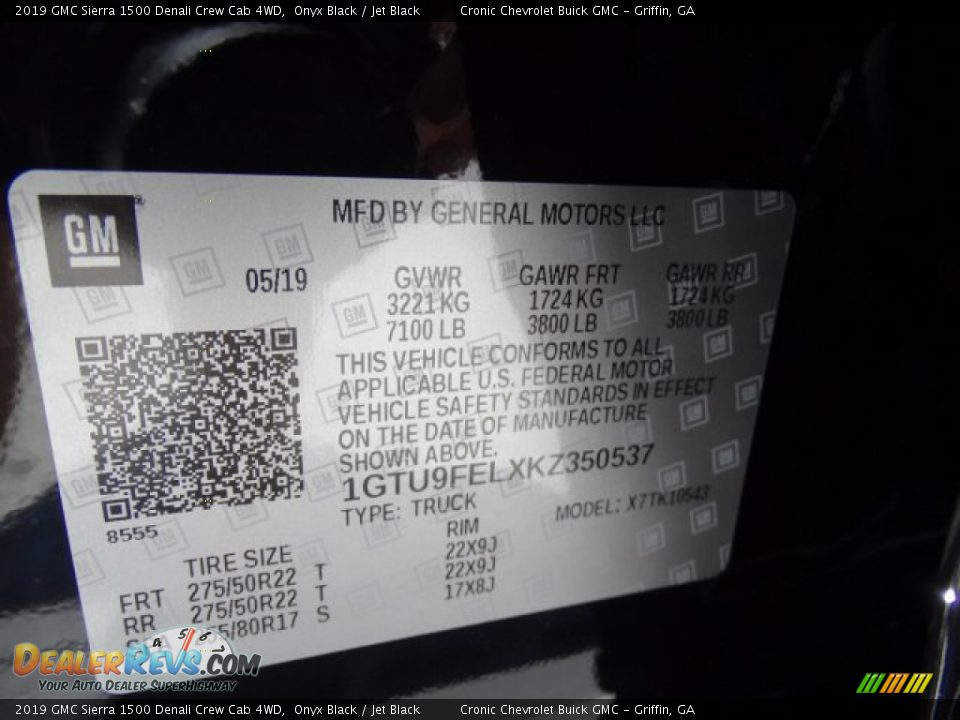 2019 GMC Sierra 1500 Denali Crew Cab 4WD,  Onyx Black / Jet Black        Cronic Chevrolet Buick GMC - Griffin, GA
GM
MFD BY GENERAL MOTORS LLC
05/19
GVWR GAWR FRT GAWR RR
3221 KG 1724 KG 1724 KG
7100 LB 3800 LB 3800 LB
THIS VEHICLE CONFORMS TO ALL
APPLICABLE U.S. FEDERAL MOTOR
VEHICLE SAFETY STANDARDS IN EFFECT
ON THE DATE OF MANUFACTURE
SHOWN ABOVE.
1GTU9FELXKZ350537
TYPE: TRUCK MODEL: X7TK10543
8555
TIRE SIZE RIM
FRT 275/50R22 T 22X9J
RR 275/50R22 T 22X9J
/80R17 S 17X8J
4 5 6
DealerRevs.com
Your Auto Dealer SuperHighway
2019 GMC Sierra 1500 Denali Crew Cab 4WD,  Onyx Black / Jet Black        Cronic Chevrolet Buick GMC - Griffin, GA